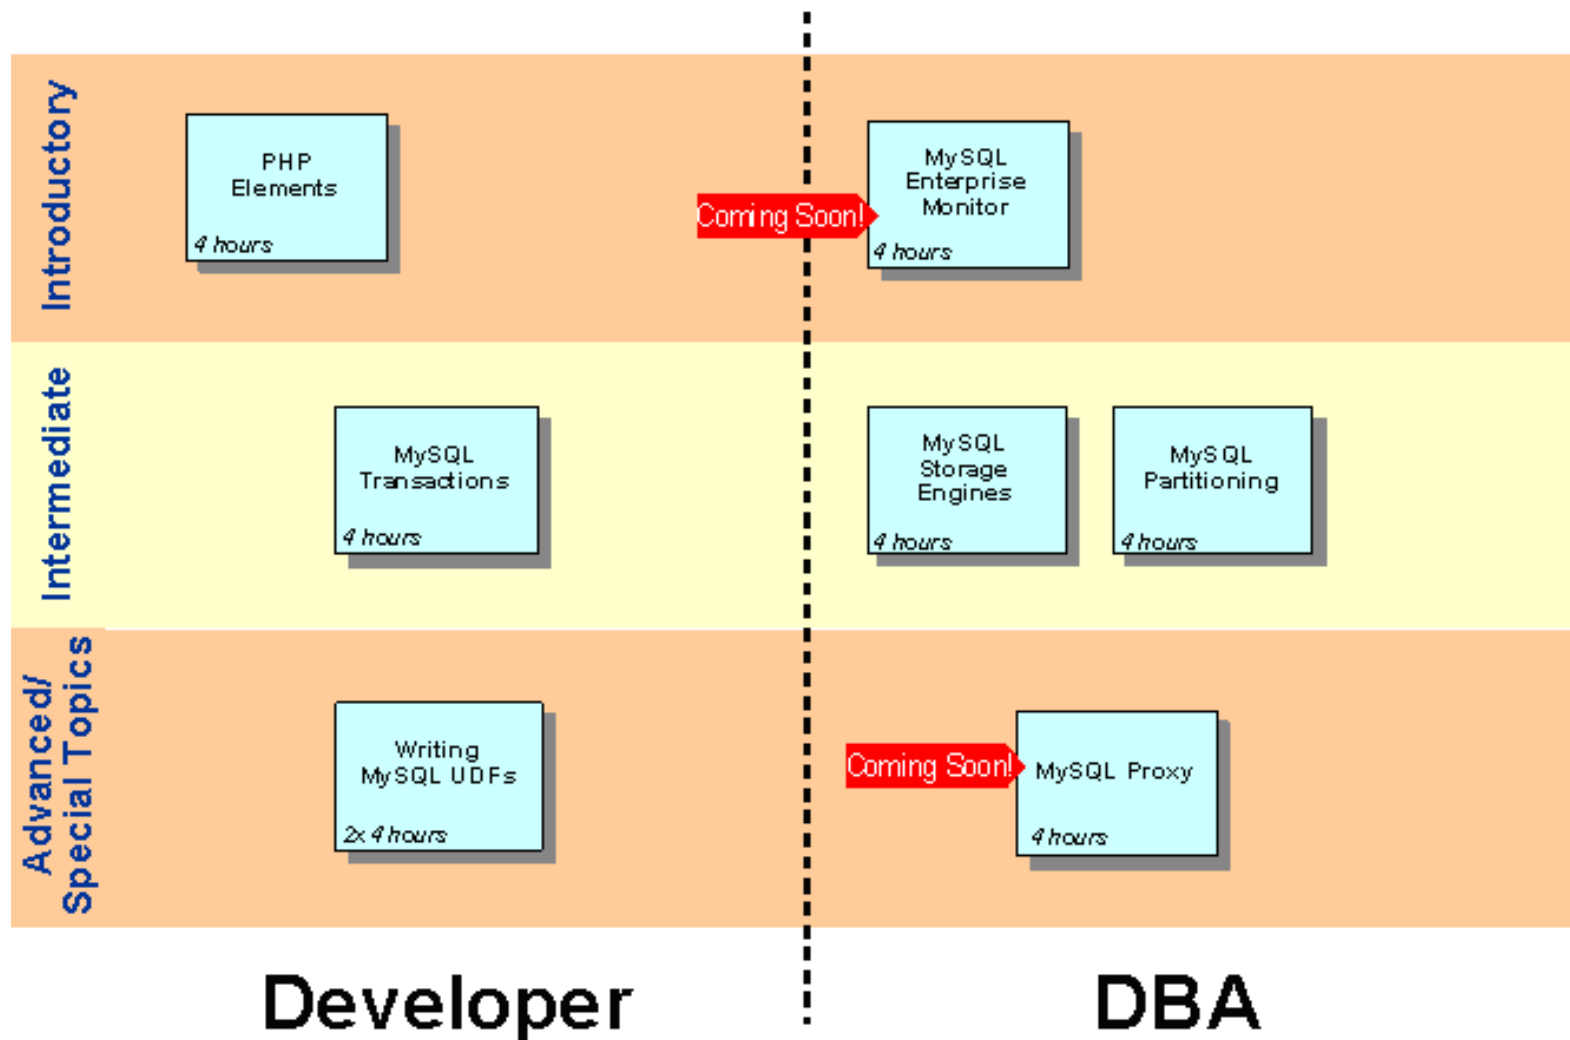 Introductory
PHP
Elements
4 hours
Coming Soon!
MySQL
Enterprise
Monitor
4 hours
Intermediate
MySQL
Transactions
4 hours
MySQL
Storage
Engines
4 hours
MySQL
Partitioning
4 hours
Advanced/
Special Topics
Writing
MySQL UDFs
2x 4 hours
Coming Soon!
MySQL Proxy
4 hours
Developer
DBA